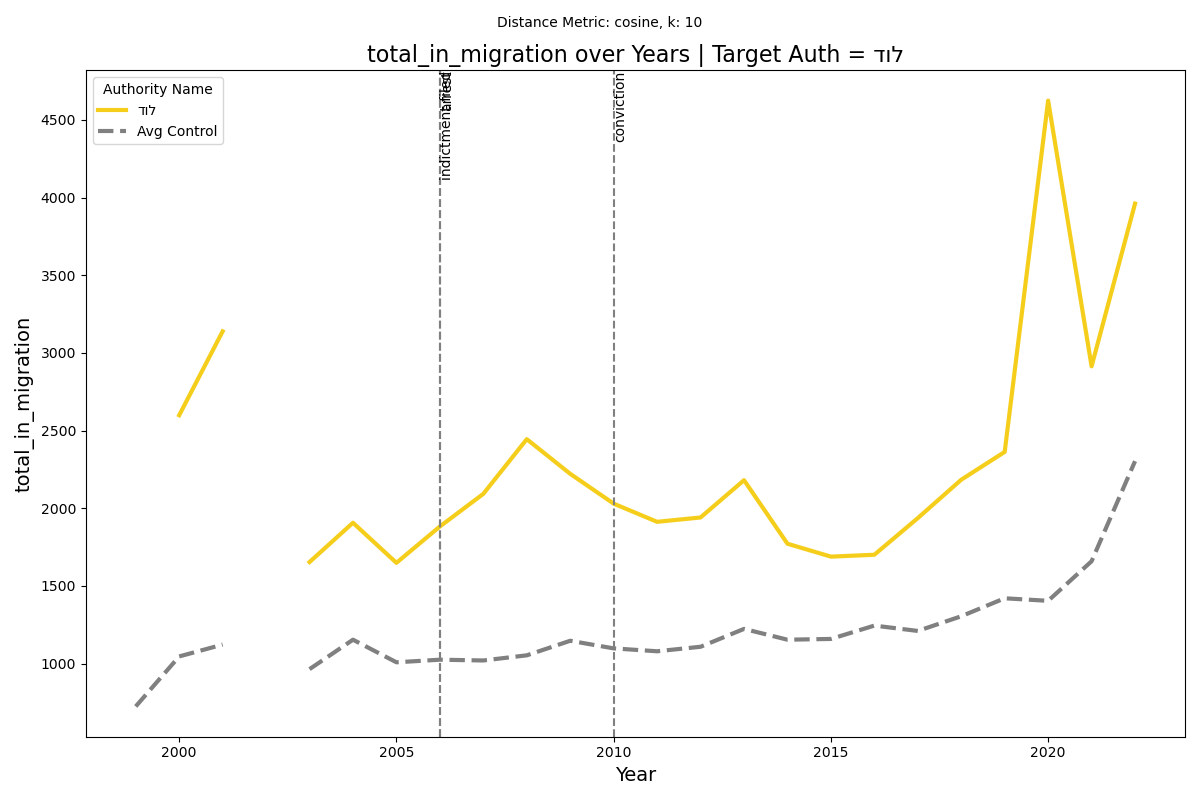 Distance Metric: cosine, k: 10
total_in_migration over Years | Target Auth = לוד
Authority Name
לוד
Avg Control
indictment
conviction
4500
4000
3500
3000
2500
2000
1500
1000
total_in_migration
2000
2005
2010
2015
2020
Year